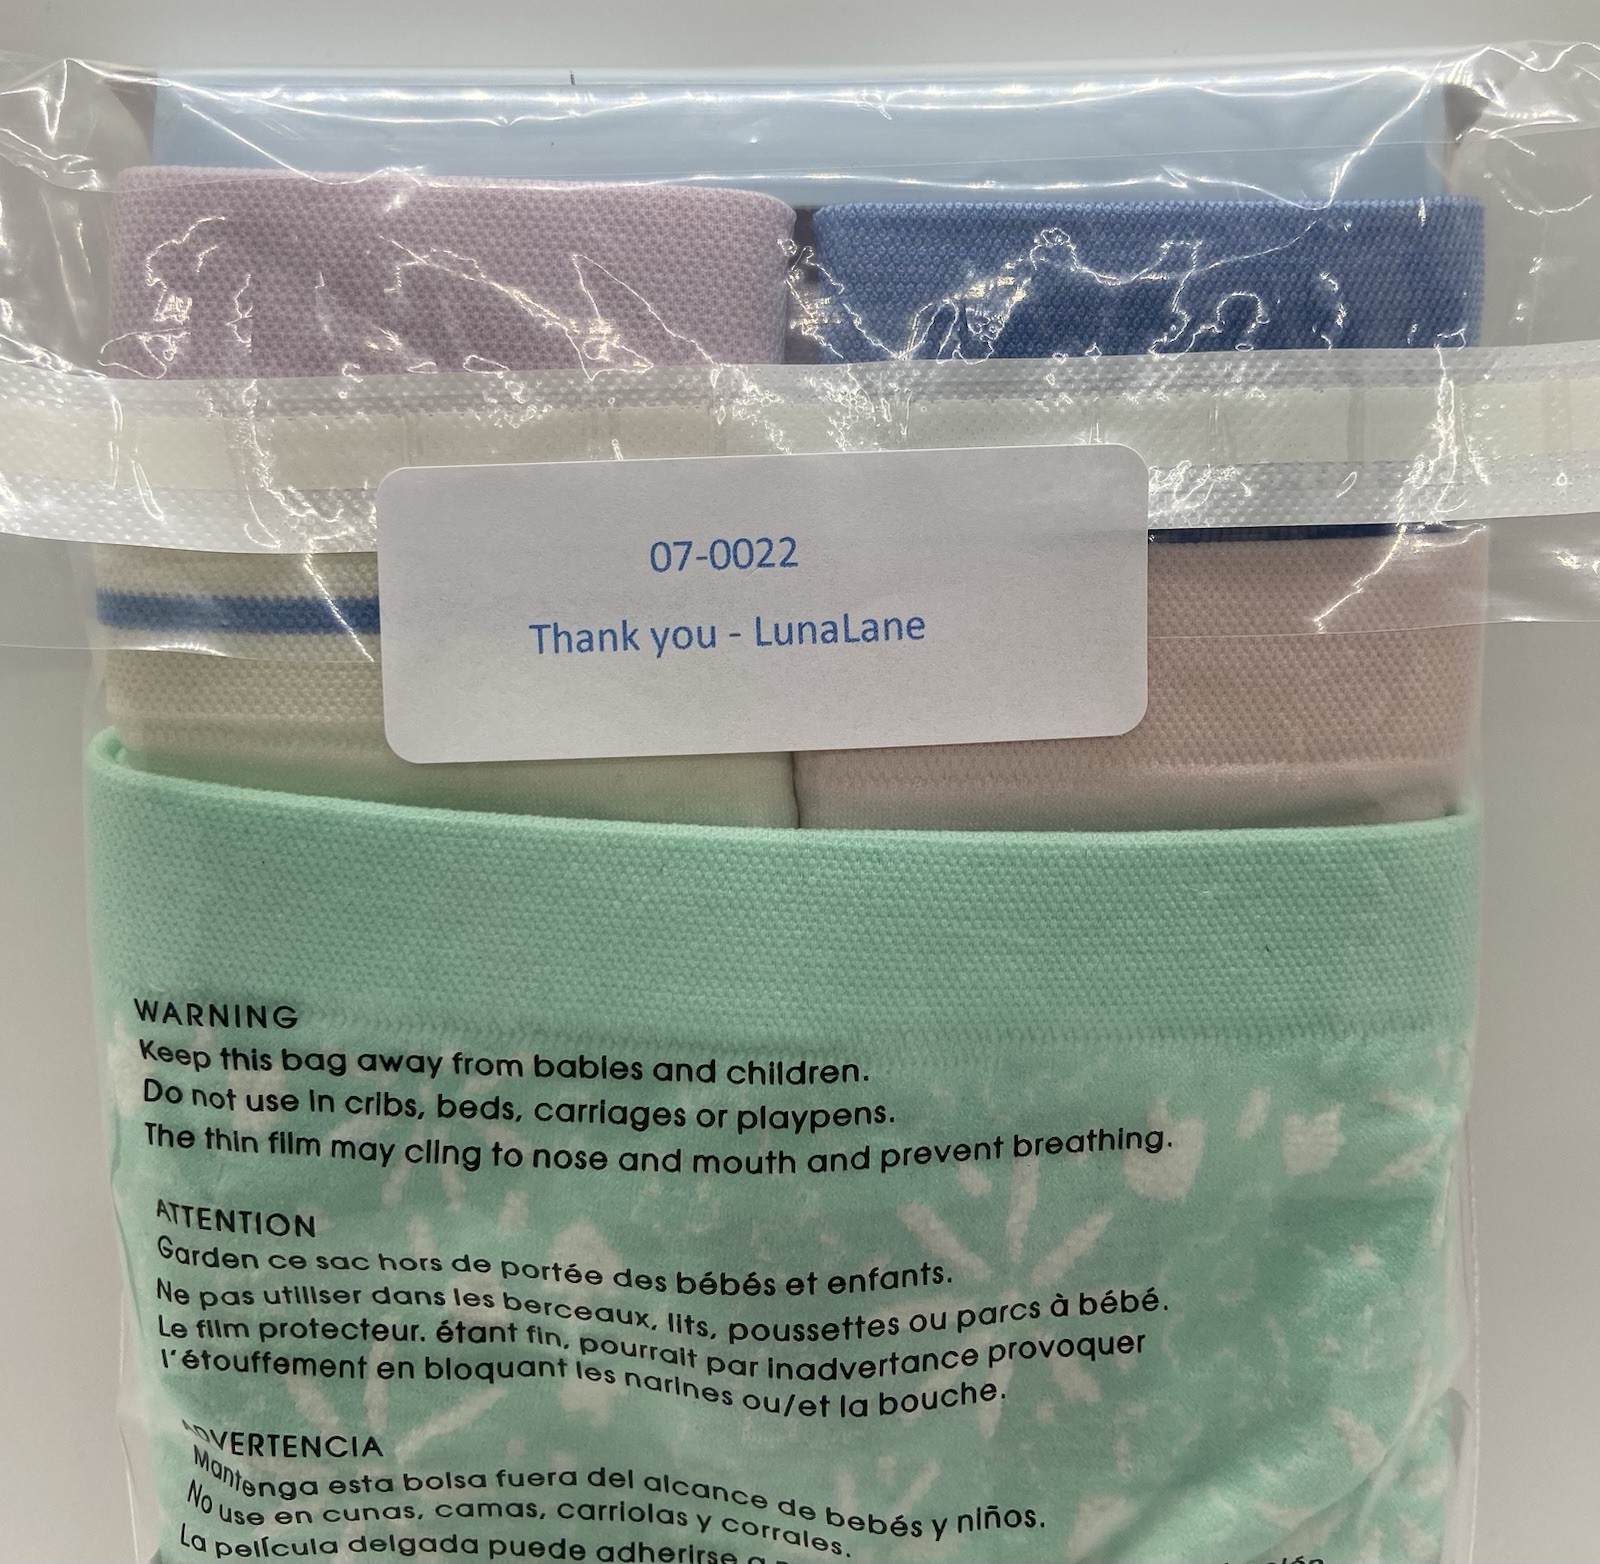 07-0022
Thank you - LunaLane
WARNING
Keep this bag away from babies and children.
Do not use in cribs, beds, carriages or playpens.
The thin film may cling to nose and mouth and prevent breathing.
ATTENTION
Garden ce sac hors de portée des bébés et enfants.
Ne pas utiliser dans les berceaux, lits, poussettes ou parcs à bébé.
Le film protecteur. étant fin, pourrait par inadvertance provoquer
l'étouffement en bloquant les narines ou/et la bouche.
ADVERTENCIA
Mantenga esta bolsa fuera del alcance de bebés y niños.
No use en cunas, camas, carriolas y corrales.
La película delgada puede adherirse a